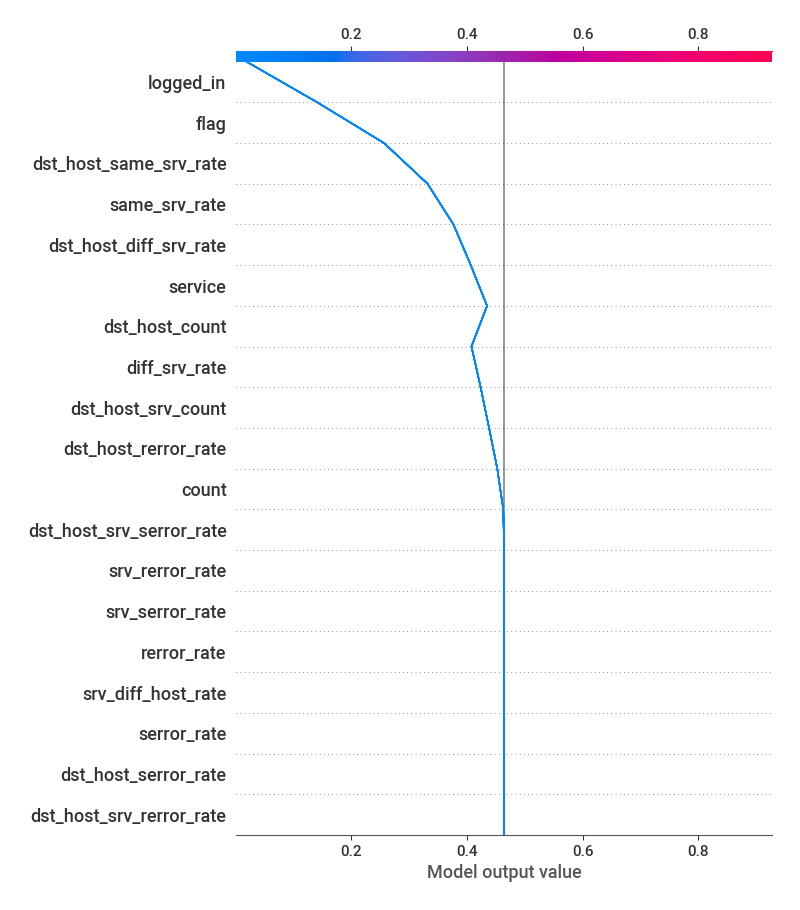 0.2 0.4 0.6 0.8
logged_in
flag
dst_host_same_srv_rate
same_srv_rate
dst_host_diff_srv_rate
service
dst_host_count
diff_srv_rate
dst_host_srv_count
dst_host_rerror_rate
count
dst_host_srv_serror_rate
srv_rerror_rate
srv_serror_rate
rerror_rate
srv_diff_host_rate
serror_rate
dst_host_serror_rate
dst_host_srv_rerror_rate
0.2 0.4 0.6 0.8
Model output value